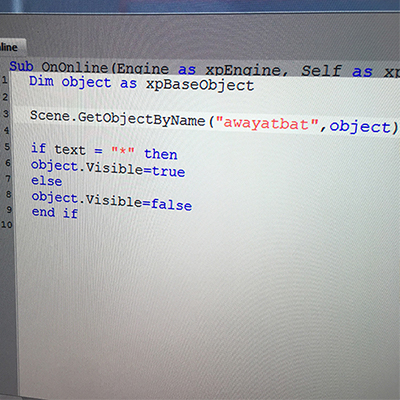 line
Sub OnOnline(Engine as xpEngine, Self as xp
1 Dim object as xpBaseObject
2
3 Scene.GetObjectByName("awayatbat",object)
4
5 if text = "*" then
6 object.Visible=true
7 else
8 object.Visible=false
9 end if
10